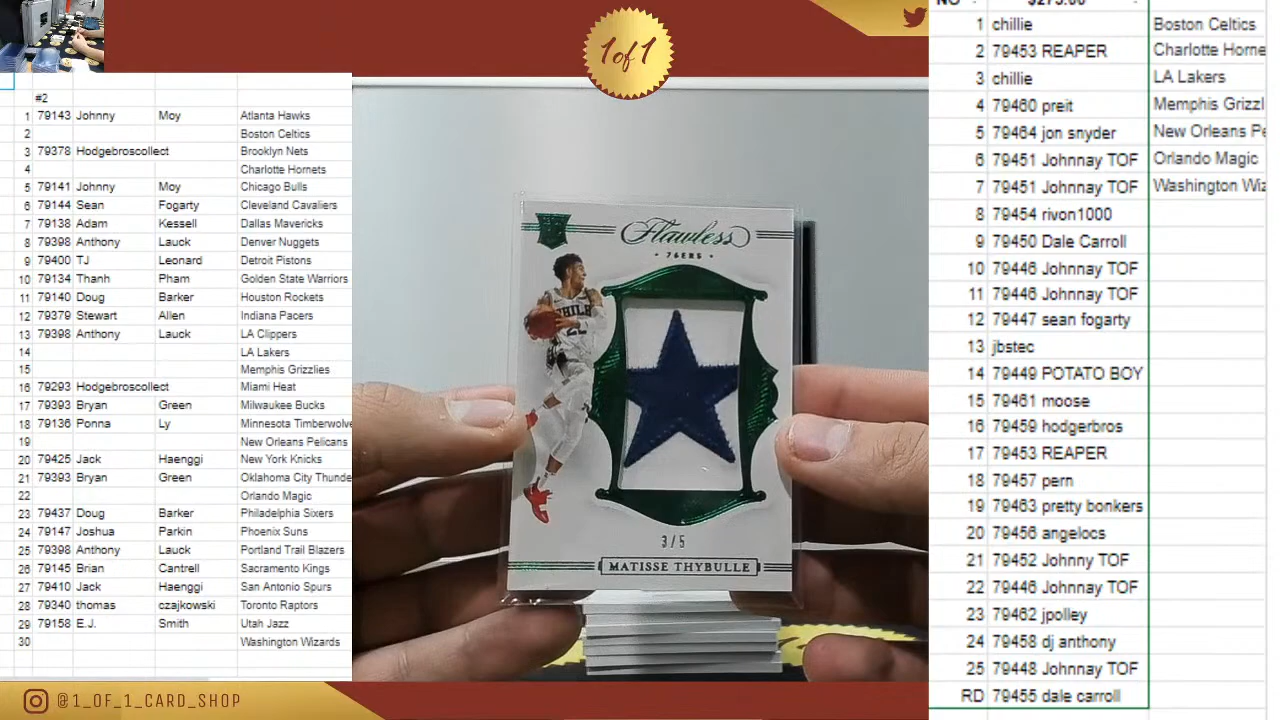 #2
1 79143 Johnny Moy Atlanta Hawks
2 Boston Celtics
3 79378 Hodgebroscollect Brooklyn Nets
4 Charlotte Hornets
5 79141 Johnny Moy Chicago Bulls
6 79144 Sean Fogarty Cleveland Cavaliers
7 79138 Adam Kessell Dallas Mavericks
8 79398 Anthony Lauck Denver Nuggets
9 79400 TJ Leonard Detroit Pistons
10 79134 Thanh Pham Golden State Warriors
11 79140 Doug Barker Houston Rockets
12 79379 Stewart Allen Indiana Pacers
13 79398 Anthony Lauck LA Clippers
14 LA Lakers
15 Memphis Grizzlies
16 79293 Hodgebroscollect Miami Heat
17 79393 Bryan Green Milwaukee Bucks
18 79136 Ponna Ly Minnesota Timberwolve
19 New Orleans Pelicans
20 79425 Jack Haenggi New York Knicks
21 79393 Bryan Green Oklahoma City Thunde
22 Orlando Magic
23 79437 Doug Barker Philadelphia Sixers
24 79147 Joshua Parkin Phoenix Suns
25 79398 Anthony Lauck Portland Trail Blazers
26 79145 Brian Cantrell Sacramento Kings
27 79410 Jack Haenggi San Antonio Spurs
28 79340 thomas czajkowski Toronto Raptors
29 79158 E.J. Smith Utah Jazz
30 Washington Wizards
@1_OF_1_CARD_SHOP
1 of 1
Flawless
• 76ERS •
PHILA
3/5
MATISSE THYBULLE
NO $275.00
1 chillie Boston Celtics
2 79453 REAPER Charlotte Horne
3 chillie LA Lakers
4 79460 preit Memphis Grizzl
5 79464 jon snyder New Orleans Pe
6 79451 Johnnay TOF Orlando Magic
7 79451 Johnnay TOF Washington Wiz
8 79454 rivon1000
9 79450 Dale Carroll
10 79446 Johnnay TOF
11 79446 Johnnay TOF
12 79447 sean fogarty
13 jbstec
14 79449 POTATO BOY
15 79461 moose
16 79459 hodgerbros
17 79453 REAPER
18 79457 pern
19 79463 pretty bonkers
20 79456 angelocs
21 79452 Johnny TOF
22 79446 Johnnay TOF
23 79462 jpolley
24 79458 dj anthony
25 79448 Johnnay TOF
RD 79455 dale carroll